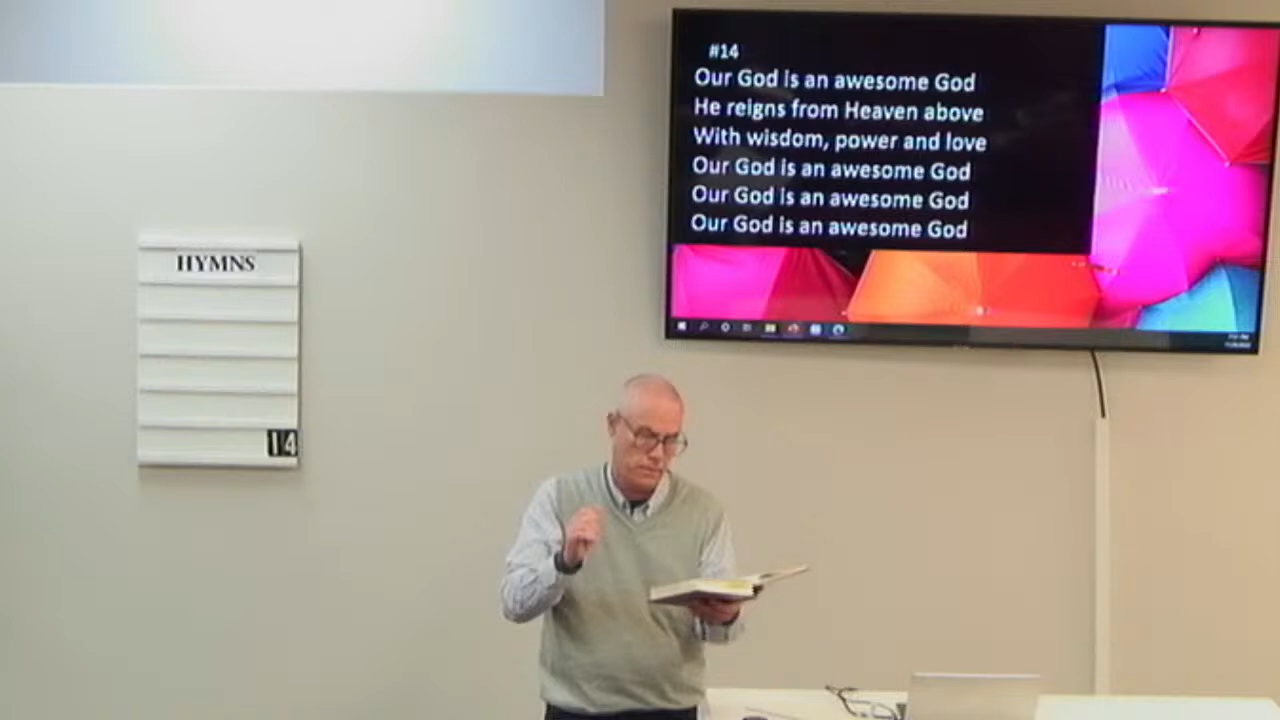 #14
Our God is an awesome God
He reigns from Heaven above
With wisdom, power and love
Our God is an awesome God
Our God is an awesome God
Our God is an awesome God
HYMNS
14